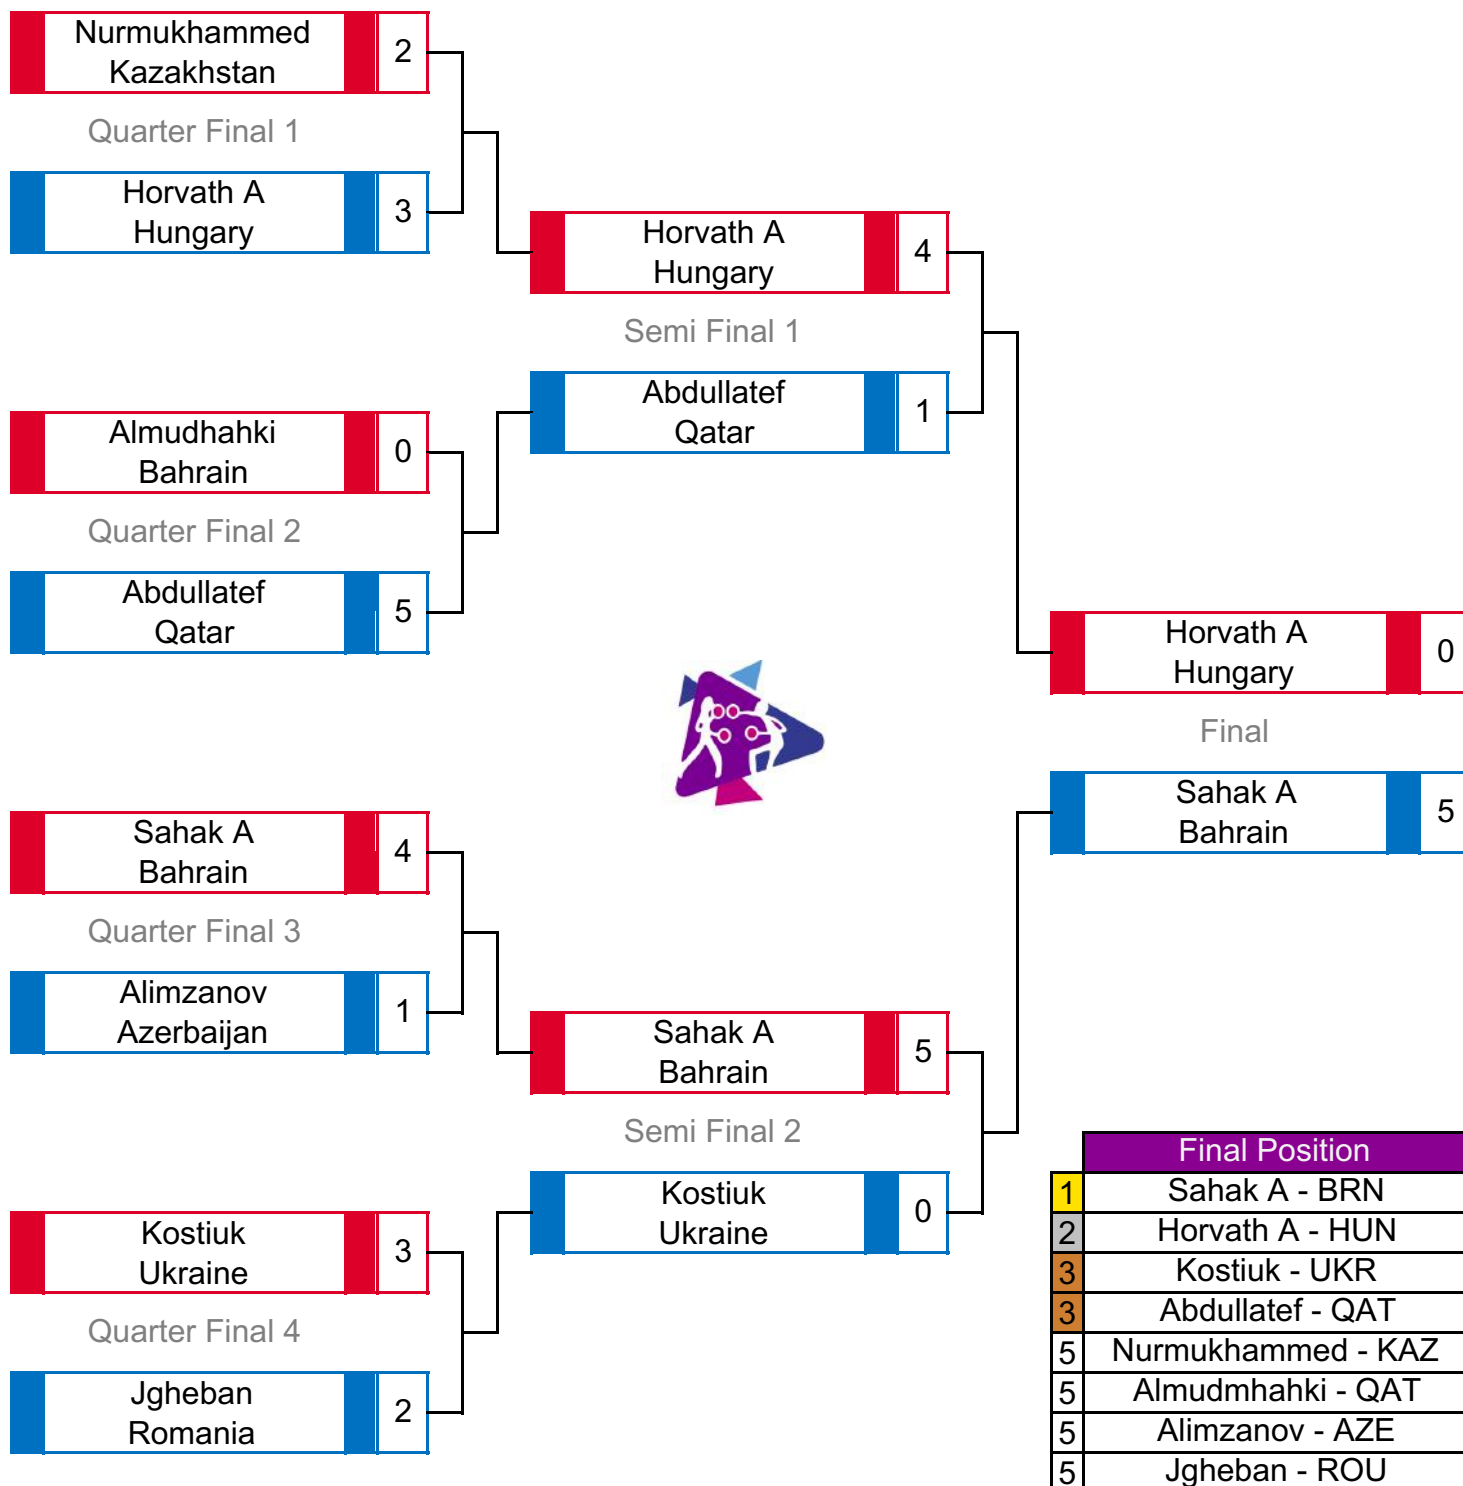 Nurmukhammed
Kazakhstan
2
Quarter Final 1
Horvath A
Hungary
3
Almudhahki
Bahrain
0
Quarter Final 2
Abdullatef
Qatar
5
Sahak A
Bahrain
4
Quarter Final 3
Alimzanov
Azerbaijan
1
Kostiuk
Ukraine
3
Quarter Final 4
Jgheban
Romania
2
Horvath A
Hungary
4
Semi Final 1
Abdullatef
Qatar
1
Sahak A
Bahrain
5
Semi Final 2
Kostiuk
Ukraine
0
Horvath A
Hungary
0
Final
Sahak A
Bahrain
5
Final Position
1 Sahak A - BRN
2 Horvath A - HUN
3 Kostiuk - UKR
3 Abdullatef - QAT
5 Nurmukhammed - KAZ
5 Almudmhahki - QAT
5 Alimzanov - AZE
5 Jgheban - ROU